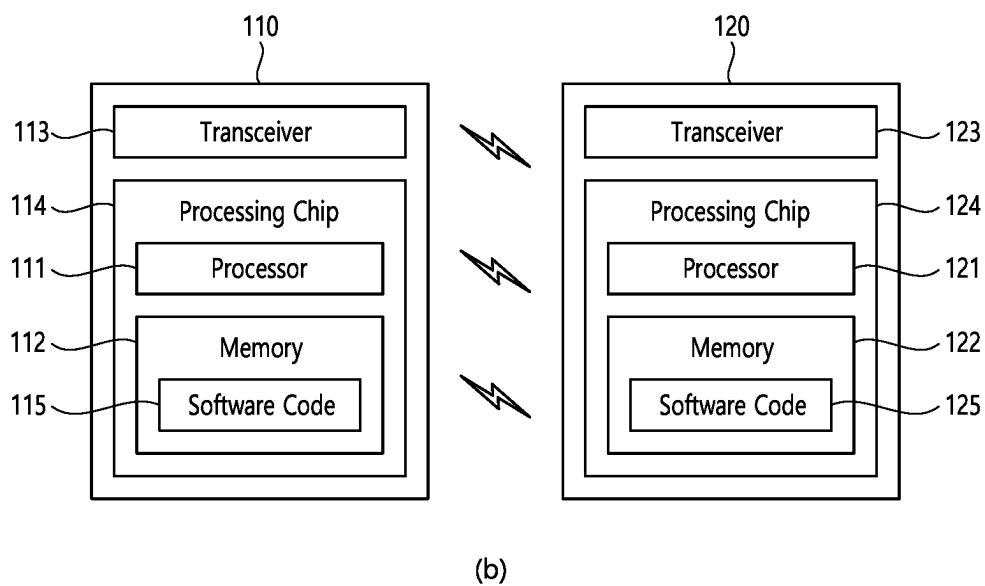 110 120
113 Transceiver Transceiver 123
114 Processing Chip Processing Chip 124
111 Processor Processor 121
112 Memory Memory 122
115 Software Code Software Code 125
(b)